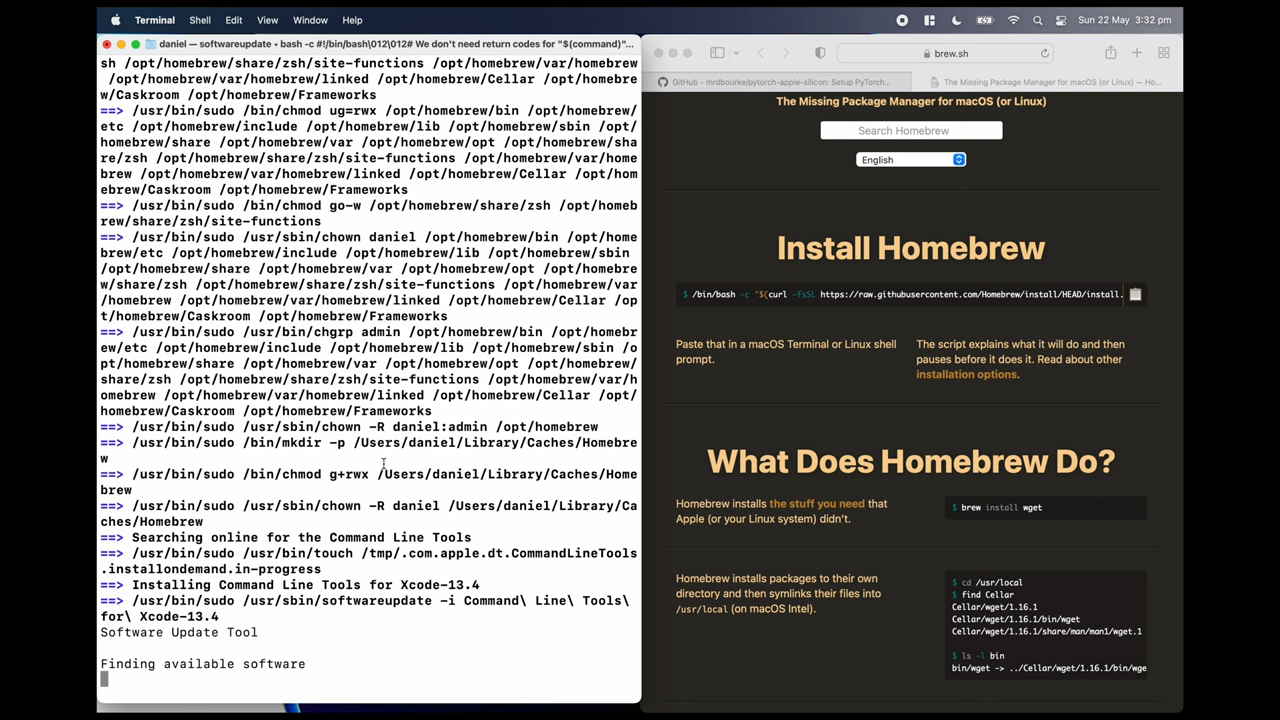 Terminal Shell Edit View Window Help
Sun 22 May 3:32 pm
daniel — softwareupdate • bash -c #!/bin/bash\012\012# We don't need return codes for "$(command)"...
sh /opt/homebrew/share/zsh/site-functions /opt/homebrew/var/homebrew
/opt/homebrew/var/homebrew/linked /opt/homebrew/Cellar /opt/homebre
w/Caskroom /opt/homebrew/Frameworks
==> /usr/bin/sudo /bin/chmod ug=rwx /opt/homebrew/bin /opt/homebrew/
etc /opt/homebrew/include /opt/homebrew/lib /opt/homebrew/sbin /opt/
homebrew/share /opt/homebrew/var /opt/homebrew/opt /opt/homebrew/sha
re/zsh /opt/homebrew/share/zsh/site-functions /opt/homebrew/var/home
brew /opt/homebrew/var/homebrew/linked /opt/homebrew/Cellar /opt/hom
ebrew/Caskroom /opt/homebrew/Frameworks
==> /usr/bin/sudo /bin/chmod go-w /opt/homebrew/share/zsh /opt/homeb
rew/share/zsh/site-functions
==> /usr/bin/sudo /usr/sbin/chown daniel /opt/homebrew/bin /opt/home
brew/etc /opt/homebrew/include /opt/homebrew/lib /opt/homebrew/sbin
/opt/homebrew/share /opt/homebrew/var /opt/homebrew/opt /opt/homebre
w/share/zsh /opt/homebrew/share/zsh/site-functions /opt/homebrew/var
/homebrew /opt/homebrew/var/homebrew/linked /opt/homebrew/Cellar /op
t/homebrew/Caskroom /opt/homebrew/Frameworks
==> /usr/bin/sudo /usr/bin/chgrp admin /opt/homebrew/bin /opt/homebr
ew/etc /opt/homebrew/include /opt/homebrew/lib /opt/homebrew/sbin /o
pt/homebrew/share /opt/homebrew/var /opt/homebrew/opt /opt/homebrew/
share/zsh /opt/homebrew/share/zsh/site-functions /opt/homebrew/var/h
omebrew /opt/homebrew/var/homebrew/linked /opt/homebrew/Cellar /opt/
homebrew/Caskroom /opt/homebrew/Frameworks
==> /usr/bin/sudo /usr/sbin/chown -R daniel:admin /opt/homebrew
==> /usr/bin/sudo /bin/mkdir -p /Users/daniel/Library/Caches/Homebre
w
==> /usr/bin/sudo /bin/chmod g+rwx /Users/daniel/Library/Caches/Home
brew
==> /usr/bin/sudo /usr/sbin/chown -R daniel /Users/daniel/Library/Ca
ches/Homebrew
==> Searching online for the Command Line Tools
==> /usr/bin/sudo /usr/bin/touch /tmp/.com.apple.dt.CommandLineTools
.installondemand.in-progress
==> Installing Command Line Tools for Xcode-13.4
==> /usr/bin/sudo /usr/sbin/softwareupdate -i Command\ Line\ Tools\ 
for\ Xcode-13.4
Software Update Tool
Finding available software
brew.sh
GitHub - mrdbourke/pytorch-apple-silicon: Setup PyTorch...
The Missing Package Manager for macOS (or Linux) — Ho...
The Missing Package Manager for macOS (or Linux)
Search Homebrew
English
Install Homebrew
$ /bin/bash -c "$(curl -fsSL https://raw.githubusercontent.com/Homebrew/install/HEAD/install.
Paste that in a macOS Terminal or Linux shell
prompt.
The script explains what it will do and then
pauses before it does it. Read about other
installation options.
What Does Homebrew Do?
Homebrew installs the stuff you need that
Apple (or your Linux system) didn't.
$ brew install wget
Homebrew installs packages to their own
directory and then symlinks their files into
/usr/local (on macOS Intel).
$ cd /usr/local
$ find Cellar
Cellar/wget/1.16.1
Cellar/wget/1.16.1/bin/wget
Cellar/wget/1.16.1/share/man/man1/wget.1
$ ls -l bin
bin/wget -> ../Cellar/wget/1.16.1/bin/wge